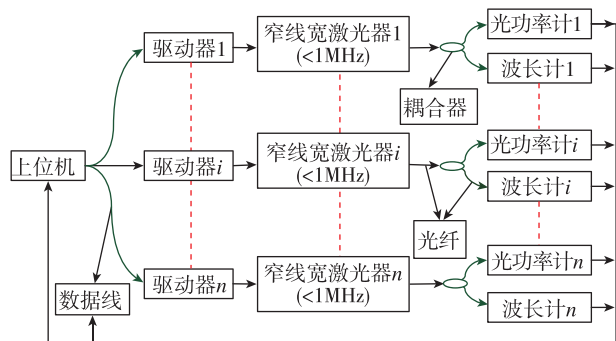 驱动器1
窄线宽激光器1
(<1MHz)
光功率计1
波长计1
耦合器
上位机
驱动器i
窄线宽激光器i
(<1MHz)
光功率计i
波长计i
光纤
数据线
驱动器n
窄线宽激光器n
(<1MHz)
光功率计n
波长计n